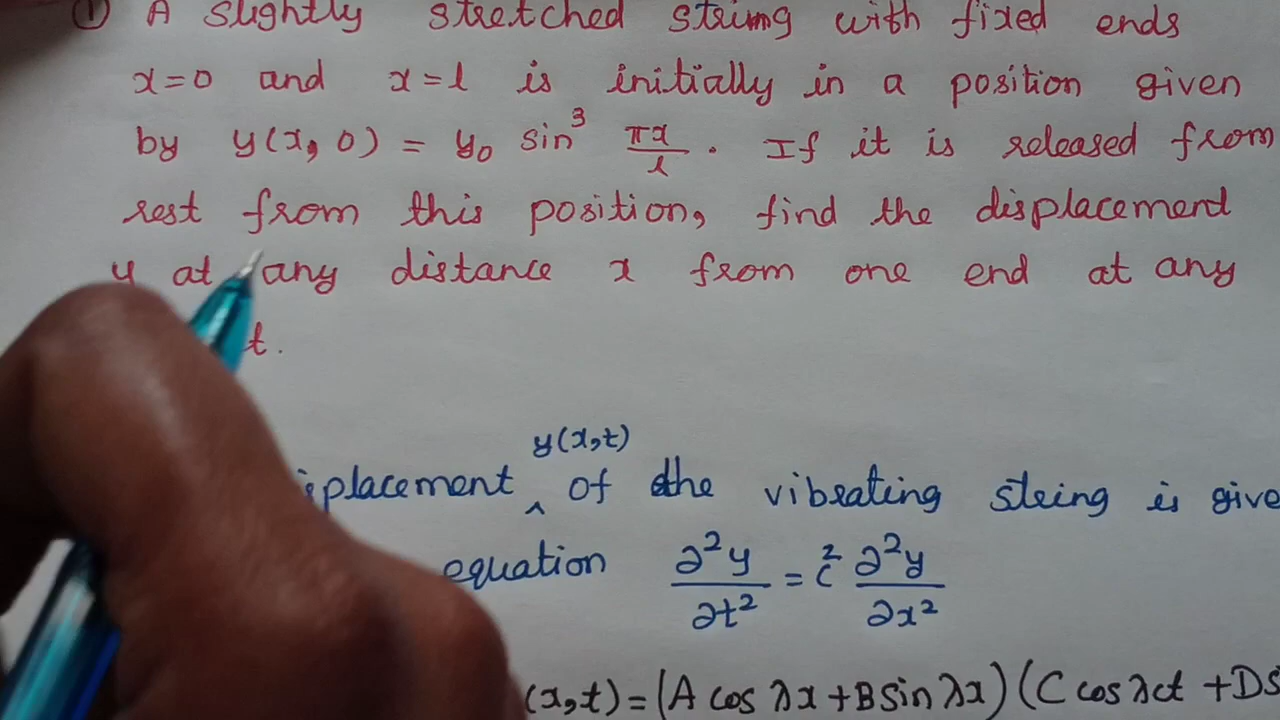 ① A slightly stretched string with fixed ends
x=0 and x=l is initially in a position given
by y(x, 0) = y₀ sin³ πx/l . If it is released from
rest from this position, find the displacement
y at any distance x from one end at any
t.
y(x,t)
isplacement ‸ of the vibrating string is give
equation ∂²y/∂t² = c² ∂²y/∂x²
(x,t) = (A cos λx + B sin λx) (C cos λct + D S